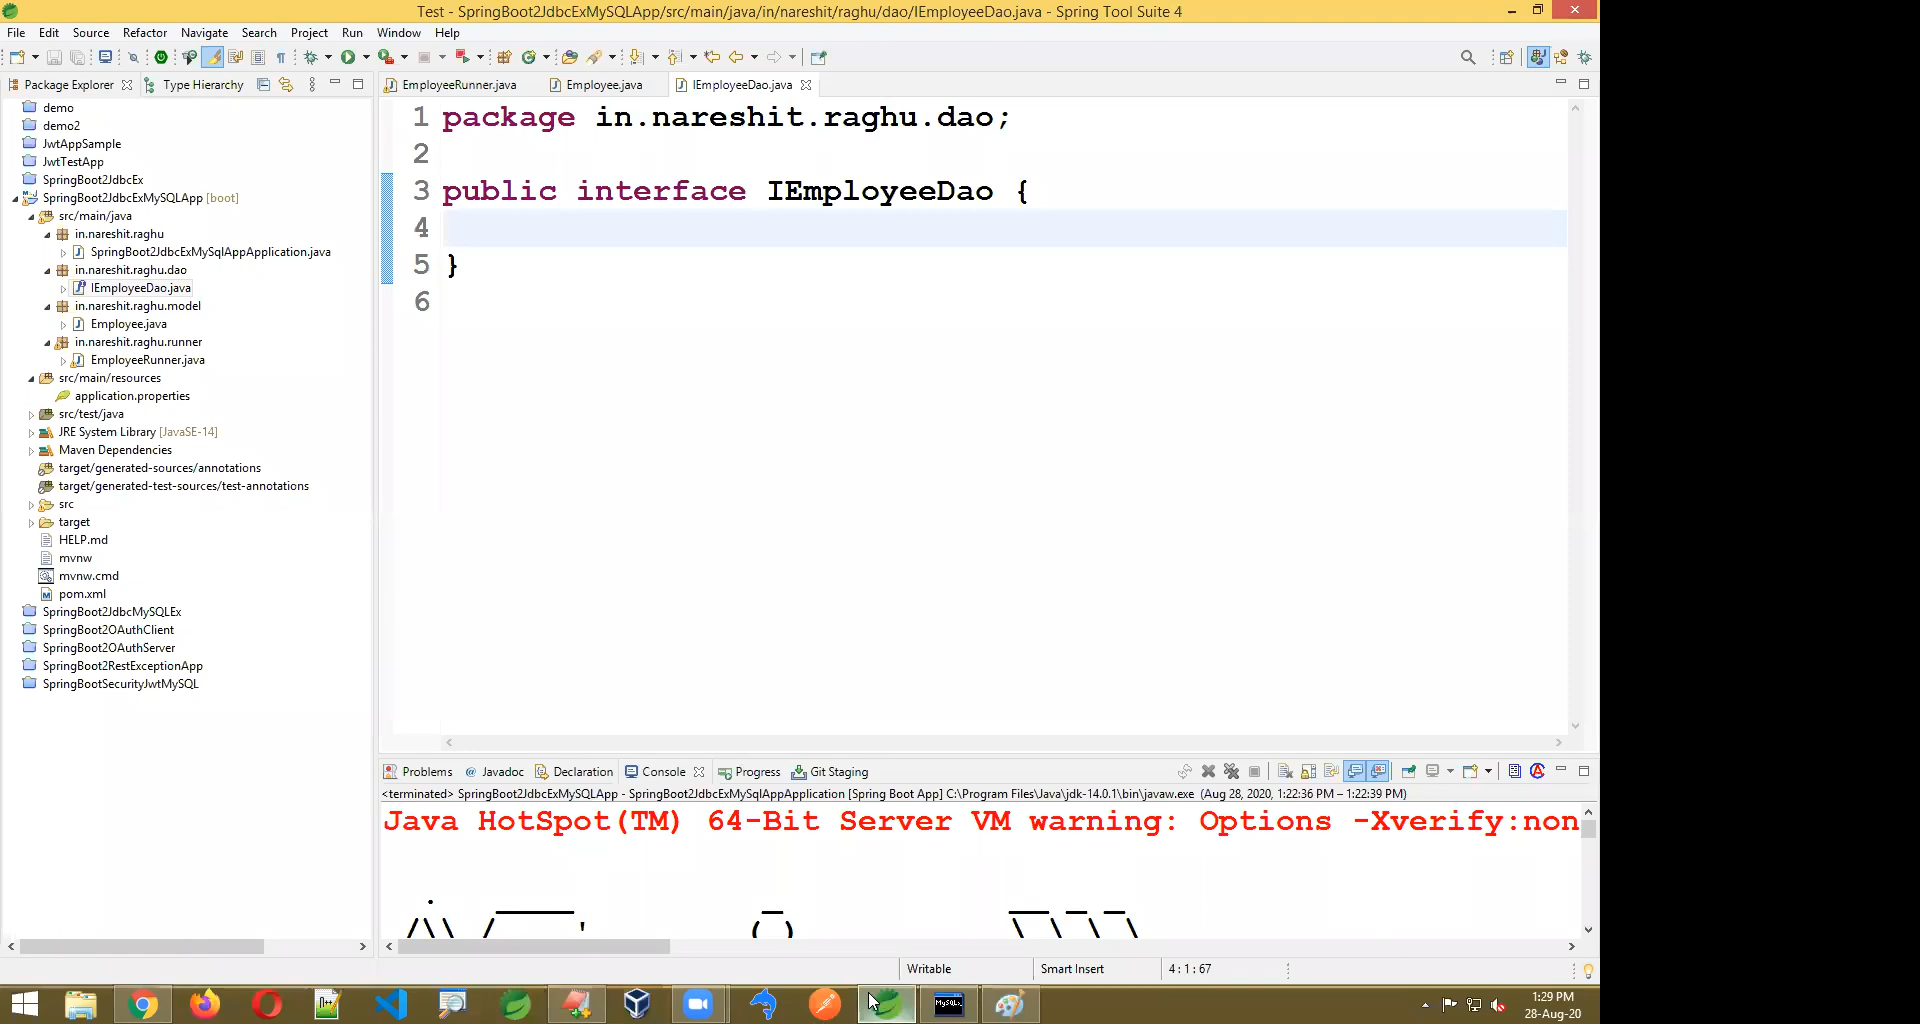 Test - SpringBoot2JdbcExMySQLApp/src/main/java/in/nareshit/raghu/dao/IEmployeeDao.java - Spring Tool Suite 4
File Edit Source Refactor Navigate Search Project Run Window Help
Package Explorer Type Hierarchy
demo
demo2
JwtAppSample
JwtTestApp
SpringBoot2JdbcEx
SpringBoot2JdbcExMySQLApp [boot]
src/main/java
in.nareshit.raghu
SpringBoot2JdbcExMySqlAppApplication.java
in.nareshit.raghu.dao
IEmployeeDao.java
in.nareshit.raghu.model
Employee.java
in.nareshit.raghu.runner
EmployeeRunner.java
src/main/resources
application.properties
src/test/java
JRE System Library [JavaSE-14]
Maven Dependencies
target/generated-sources/annotations
target/generated-test-sources/test-annotations
src
target
HELP.md
mvnw
mvnw.cmd
pom.xml
SpringBoot2JdbcMySQLEx
SpringBoot2OAuthClient
SpringBoot2OAuthServer
SpringBoot2RestExceptionApp
SpringBootSecurityJwtMySQL
EmployeeRunner.java Employee.java IEmployeeDao.java
1 package in.nareshit.raghu.dao;
2
3 public interface IEmployeeDao {
4
5 }
6
Problems @ Javadoc Declaration Console Progress Git Staging
<terminated> SpringBoot2JdbcExMySQLApp - SpringBoot2JdbcExMySqlAppApplication [Spring Boot App] C:\Program Files\Java\jdk-14.0.1\bin\javaw.exe (Aug 28, 2020, 1:22:36 PM – 1:22:39 PM)
Java HotSpot(TM) 64-Bit Server VM warning: Options -Xverify:non
Writable Smart Insert 4 : 1 : 67
1:29 PM
28-Aug-20